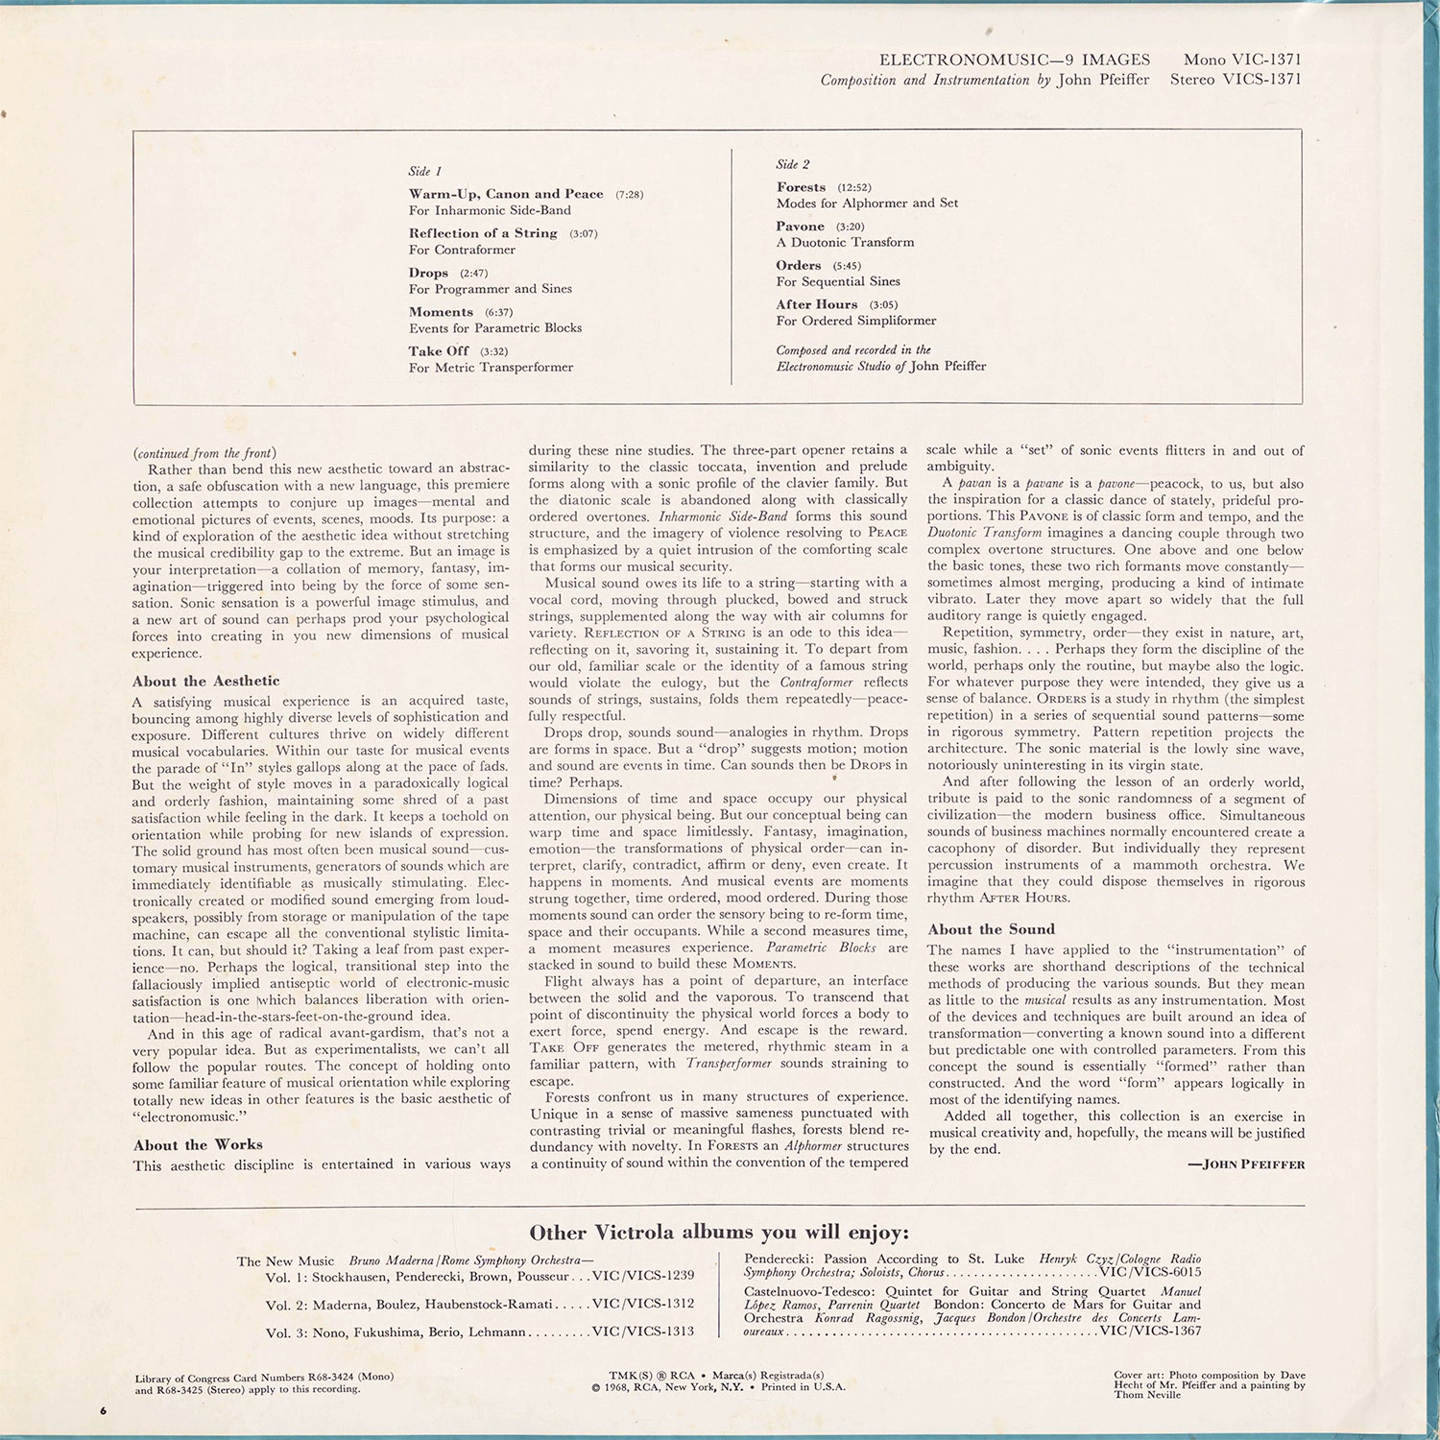 ELECTRONOMUSIC—9 IMAGES Mono VIC-1371
Composition and Instrumentation by John Pfeiffer Stereo VICS-1371
Side 1
Warm-Up, Canon and Peace (7:28)
For Inharmonic Side-Band
Reflection of a String (3:07)
For Contraformer
Drops (2:47)
For Programmer and Sines
Moments (6:37)
Events for Parametric Blocks
Take Off (3:32)
For Metric Transperformer
Side 2
Forests (12:52)
Modes for Alphormer and Set
Pavone (3:20)
A Duotonic Transform
Orders (5:45)
For Sequential Sines
After Hours (3:05)
For Ordered Simpliformer
Composed and recorded in the
Electronomusic Studio of John Pfeiffer
(continued from the front)
Rather than bend this new aesthetic toward an abstrac-
tion, a safe obfuscation with a new language, this premiere
collection attempts to conjure up images—mental and
emotional pictures of events, scenes, moods. Its purpose: a
kind of exploration of the aesthetic idea without stretching
the musical credibility gap to the extreme. But an image is
your interpretation—a collation of memory, fantasy, im-
agination—triggered into being by the force of some sen-
sation. Sonic sensation is a powerful image stimulus, and
a new art of sound can perhaps prod your psychological
forces into creating in you new dimensions of musical
experience.
About the Aesthetic
A satisfying musical experience is an acquired taste,
bouncing among highly diverse levels of sophistication and
exposure. Different cultures thrive on widely different
musical vocabularies. Within our taste for musical events
the parade of “In” styles gallops along at the pace of fads.
But the weight of style moves in a paradoxically logical
and orderly fashion, maintaining some shred of a past
satisfaction while feeling in the dark. It keeps a toehold on
orientation while probing for new islands of expression.
The solid ground has most often been musical sound—cus-
tomary musical instruments, generators of sounds which are
immediately identifiable as musically stimulating. Elec-
tronically created or modified sound emerging from loud-
speakers, possibly from storage or manipulation of the tape
machine, can escape all the conventional stylistic limita-
tions. It can, but should it? Taking a leaf from past exper-
ience—no. Perhaps the logical, transitional step into the
fallaciously implied antiseptic world of electronic-music
satisfaction is one which balances liberation with orien-
tation—head-in-the-stars-feet-on-the-ground idea.
And in this age of radical avant-gardism, that’s not a
very popular idea. But as experimentalists, we can’t all
follow the popular routes. The concept of holding onto
some familiar feature of musical orientation while exploring
totally new ideas in other features is the basic aesthetic of
“electronomusic.”
About the Works
This aesthetic discipline is entertained in various ways
during these nine studies. The three-part opener retains a
similarity to the classic toccata, invention and prelude
forms along with a sonic profile of the clavier family. But
the diatonic scale is abandoned along with classically
ordered overtones. Inharmonic Side-Band forms this sound
structure, and the imagery of violence resolving to PEACE
is emphasized by a quiet intrusion of the comforting scale
that forms our musical security.
Musical sound owes its life to a string—starting with a
vocal cord, moving through plucked, bowed and struck
strings, supplemented along the way with air columns for
variety. REFLECTION OF A STRING is an ode to this idea—
reflecting on it, savoring it, sustaining it. To depart from
our old, familiar scale or the identity of a famous string
would violate the eulogy, but the Contraformer reflects
sounds of strings, sustains, folds them repeatedly—peace-
fully respectful.
Drops drop, sounds sound—analogies in rhythm. Drops
are forms in space. But a “drop” suggests motion; motion
and sound are events in time. Can sounds then be DROPS in
time? Perhaps.
Dimensions of time and space occupy our physical
attention, our physical being. But our conceptual being can
warp time and space limitlessly. Fantasy, imagination,
emotion—the transformations of physical order—can in-
terpret, clarify, contradict, affirm or deny, even create. It
happens in moments. And musical events are moments
strung together, time ordered, mood ordered. During those
moments sound can order the sensory being to re-form time,
space and their occupants. While a second measures time,
a moment measures experience. Parametric Blocks are
stacked in sound to build these MOMENTS.
Flight always has a point of departure, an interface
between the solid and the vaporous. To transcend that
point of discontinuity the physical world forces a body to
exert force, spend energy. And escape is the reward.
TAKE OFF generates the metered, rhythmic steam in a
familiar pattern, with Transperformer sounds straining to
escape.
Forests confront us in many structures of experience.
Unique in a sense of massive sameness punctuated with
contrasting trivial or meaningful flashes, forests blend re-
dundancy with novelty. In FORESTS an Alphormer structures
a continuity of sound within the convention of the tempered
scale while a “set” of sonic events flitters in and out of
ambiguity.
A pavan is a pavane is a pavone—peacock, to us, but also
the inspiration for a classic dance of stately, prideful pro-
portions. This PAVONE is of classic form and tempo, and the
Duotonic Transform imagines a dancing couple through two
complex overtone structures. One above and one below
the basic tones, these two rich formants move constantly—
sometimes almost merging, producing a kind of intimate
vibrato. Later they move apart so widely that the full
auditory range is quietly engaged.
Repetition, symmetry, order—they exist in nature, art,
music, fashion. . . . Perhaps they form the discipline of the
world, perhaps only the routine, but maybe also the logic.
For whatever purpose they were intended, they give us a
sense of balance. ORDERS is a study in rhythm (the simplest
repetition) in a series of sequential sound patterns—some
in rigorous symmetry. Pattern repetition projects the
architecture. The sonic material is the lowly sine wave,
notoriously uninteresting in its virgin state.
And after following the lesson of an orderly world,
tribute is paid to the sonic randomness of a segment of
civilization—the modern business office. Simultaneous
sounds of business machines normally encountered create a
cacophony of disorder. But individually they represent
percussion instruments of a mammoth orchestra. We
imagine that they could dispose themselves in rigorous
rhythm AFTER HOURS.
About the Sound
The names I have applied to the “instrumentation” of
these works are shorthand descriptions of the technical
methods of producing the various sounds. But they mean
as little to the musical results as any instrumentation. Most
of the devices and techniques are built around an idea of
transformation—converting a known sound into a different
but predictable one with controlled parameters. From this
concept the sound is essentially “formed” rather than
constructed. And the word “form” appears logically in
most of the identifying names.
Added all together, this collection is an exercise in
musical creativity and, hopefully, the means will be justified
by the end.
—JOHN PFEIFFER
Other Victrola albums you will enjoy:
The New Music Bruno Maderna/Rome Symphony Orchestra—
Vol. 1: Stockhausen, Penderecki, Brown, Pousseur...VIC/VICS-1239
Vol. 2: Maderna, Boulez, Haubenstock-Ramati.....VIC/VICS-1312
Vol. 3: Nono, Fukushima, Berio, Lehmann.........VIC/VICS-1313
Penderecki: Passion According to St. Luke Henryk Czyz/Cologne Radio
Symphony Orchestra; Soloists, Chorus......................VIC/VICS-6015
Castelnuovo-Tedesco: Quintet for Guitar and String Quartet Manuel
López Ramos, Parrenin Quartet Bondon: Concerto de Mars for Guitar and
Orchestra Konrad Ragossnig, Jacques Bondon/Orchestre des Concerts Lam-
oureaux.............................................VIC/VICS-1367
Library of Congress Card Numbers R68-3424 (Mono)
and R68-3425 (Stereo) apply to this recording.
TMK(S) ® RCA • Marca(s) Registrada(s)
© 1968, RCA, New York, N.Y. • Printed in U.S.A.
Cover art: Photo composition by Dave
Hecht of Mr. Pfeiffer and a painting by
Thom Neville
6